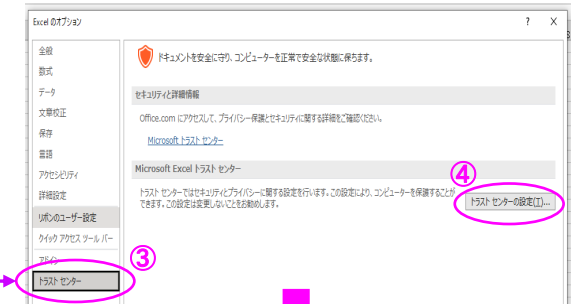 Excel のオプション
? X
全般
数式
データ
文章校正
保存
言語
アクセシビリティ
詳細設定
リボンのユーザー設定
クイック アクセス ツール バー
アドイン
トラスト センター
③
ドキュメントを安全に守り、コンピューターを正常で安全な状態に保ちます。
セキュリティと詳細情報
Office.com にアクセスして、プライバシー保護とセキュリティに関する詳細をご確認ください。
Microsoft トラスト センター
Microsoft Excel トラスト センター
④
トラスト センターではセキュリティとプライバシーに関する設定を行います。この設定により、コンピューターを保護することが
できます。この設定は変更しないことをお勧めします。
トラスト センターの設定(T)...